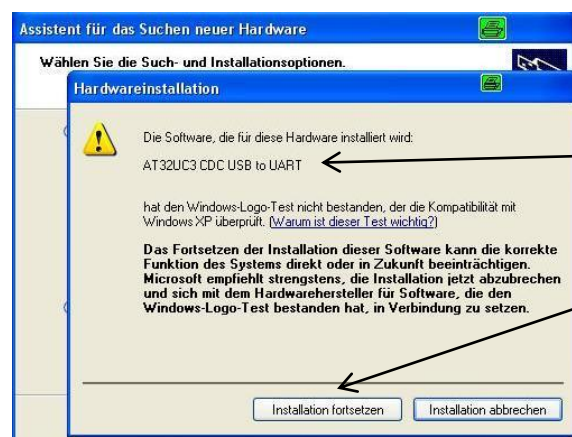 Assistent für das Suchen neuer Hardware
Wählen Sie die Such- und Installationsoptionen.
Hardwareinstallation
Die Software, die für diese Hardware installiert wird:
AT32UC3 CDC USB to UART
hat den Windows-Logo-Test nicht bestanden, der die Kompatibilität mit
Windows XP überprüft. (Warum ist dieser Test wichtig?)
Das Fortsetzen der Installation dieser Software kann die korrekte
Funktion des Systems direkt oder in Zukunft beeinträchtigen.
Microsoft empfiehlt strengstens, die Installation jetzt abzubrechen
und sich mit dem Hardwarehersteller für Software, die den
Windows-Logo-Test bestanden hat, in Verbindung zu setzen.
Installation fortsetzen
Installation abbrechen